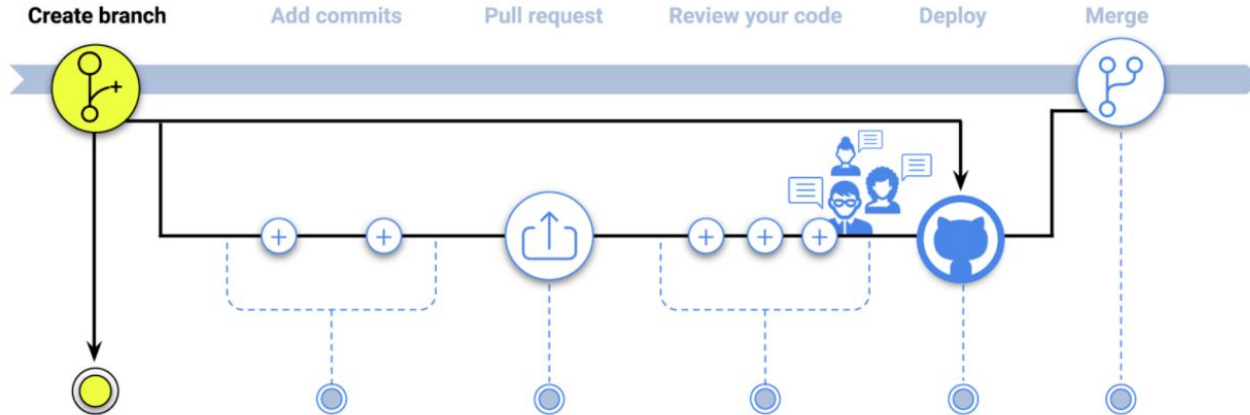 Create branch
Add commits
Pull request
Review your code
Deploy
Merge